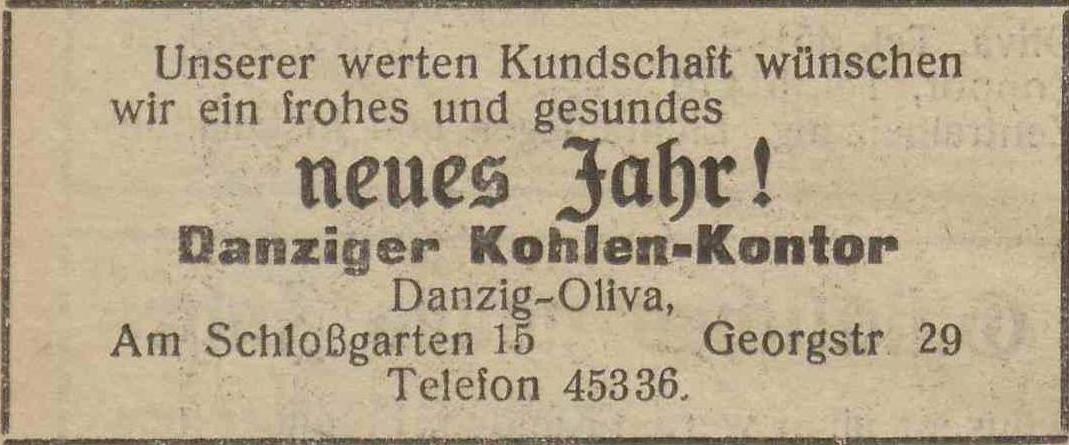 Unserer werten Kundschaft wünschen
wir ein frohes und gesundes
neues Jahr!
Danziger Kohlen-Kontor
Danzig-Oliva,
Am Schloßgarten 15 Georgstr. 29
Telefon 45336.